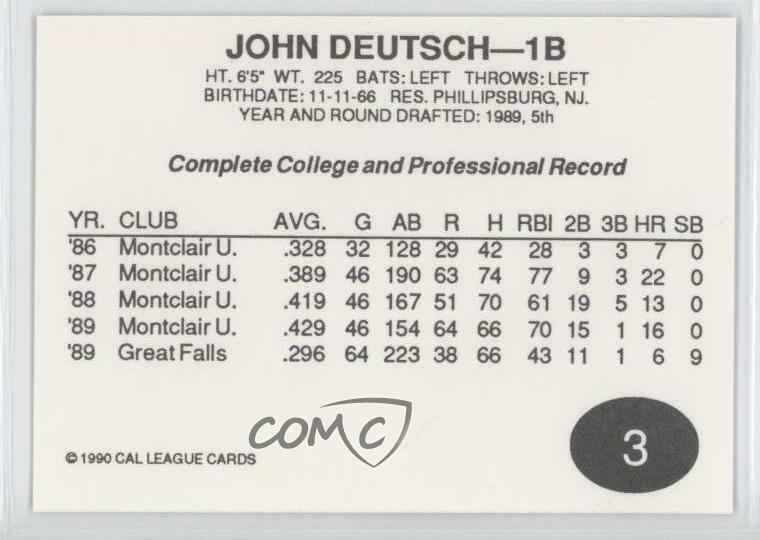 JOHN DEUTSCH—1B
HT. 6'5" WT. 225 BATS: LEFT THROWS: LEFT
BIRTHDATE: 11-11-66 RES. PHILLIPSBURG, NJ.
YEAR AND ROUND DRAFTED: 1989, 5th
Complete College and Professional Record
YR. CLUB AVG. G AB R H RBI 2B 3B HR SB
'86 Montclair U. .328 32 128 29 42 28 3 3 7 0
'87 Montclair U. .389 46 190 63 74 77 9 3 22 0
'88 Montclair U. .419 46 167 51 70 61 19 5 13 0
'89 Montclair U. .429 46 154 64 66 70 15 1 16 0
'89 Great Falls .296 64 223 38 66 43 11 1 6 9
COMC
3
© 1990 CAL LEAGUE CARDS